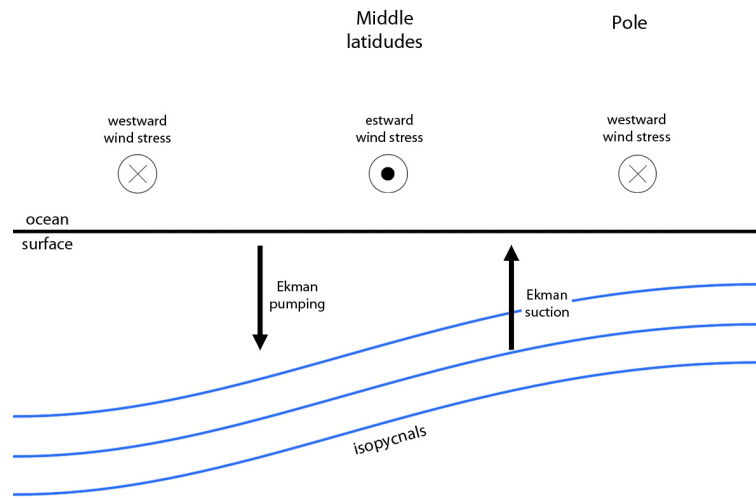 Middle
latidudes
Pole
westward
wind stress
estward
wind stress
westward
wind stress
ocean
surface
Ekman
pumping
Ekman
suction
isopycnals